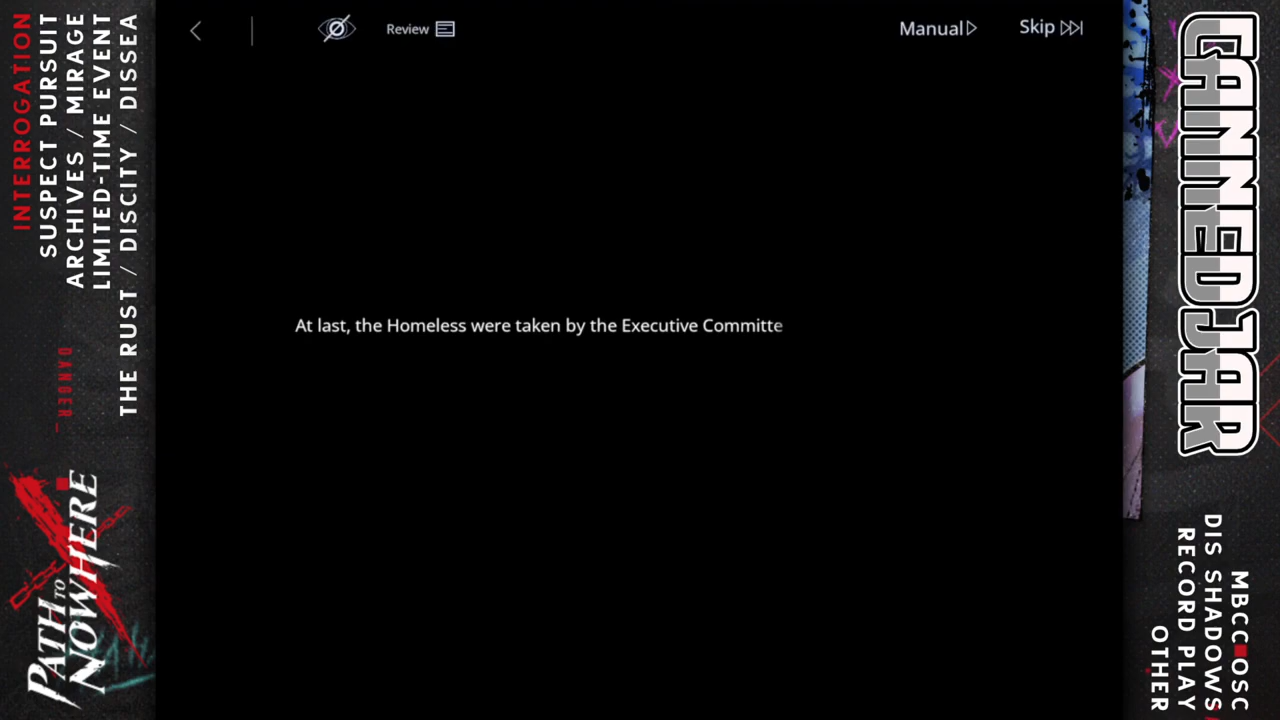 INTERROGATION
SUSPECT PURSUIT
ARCHIVES / MIRAGE
LIMITED-TIME EVENT
THE RUST / DISCITY / DISSEA
DANGER_
PATH TO NOWHERE
Review
Manual
Skip
At last, the Homeless were taken by the Executive Committe
CANNEDJAR
MBCC■OSC
DIS SHADOWS
RECORD PLAY
OTHER